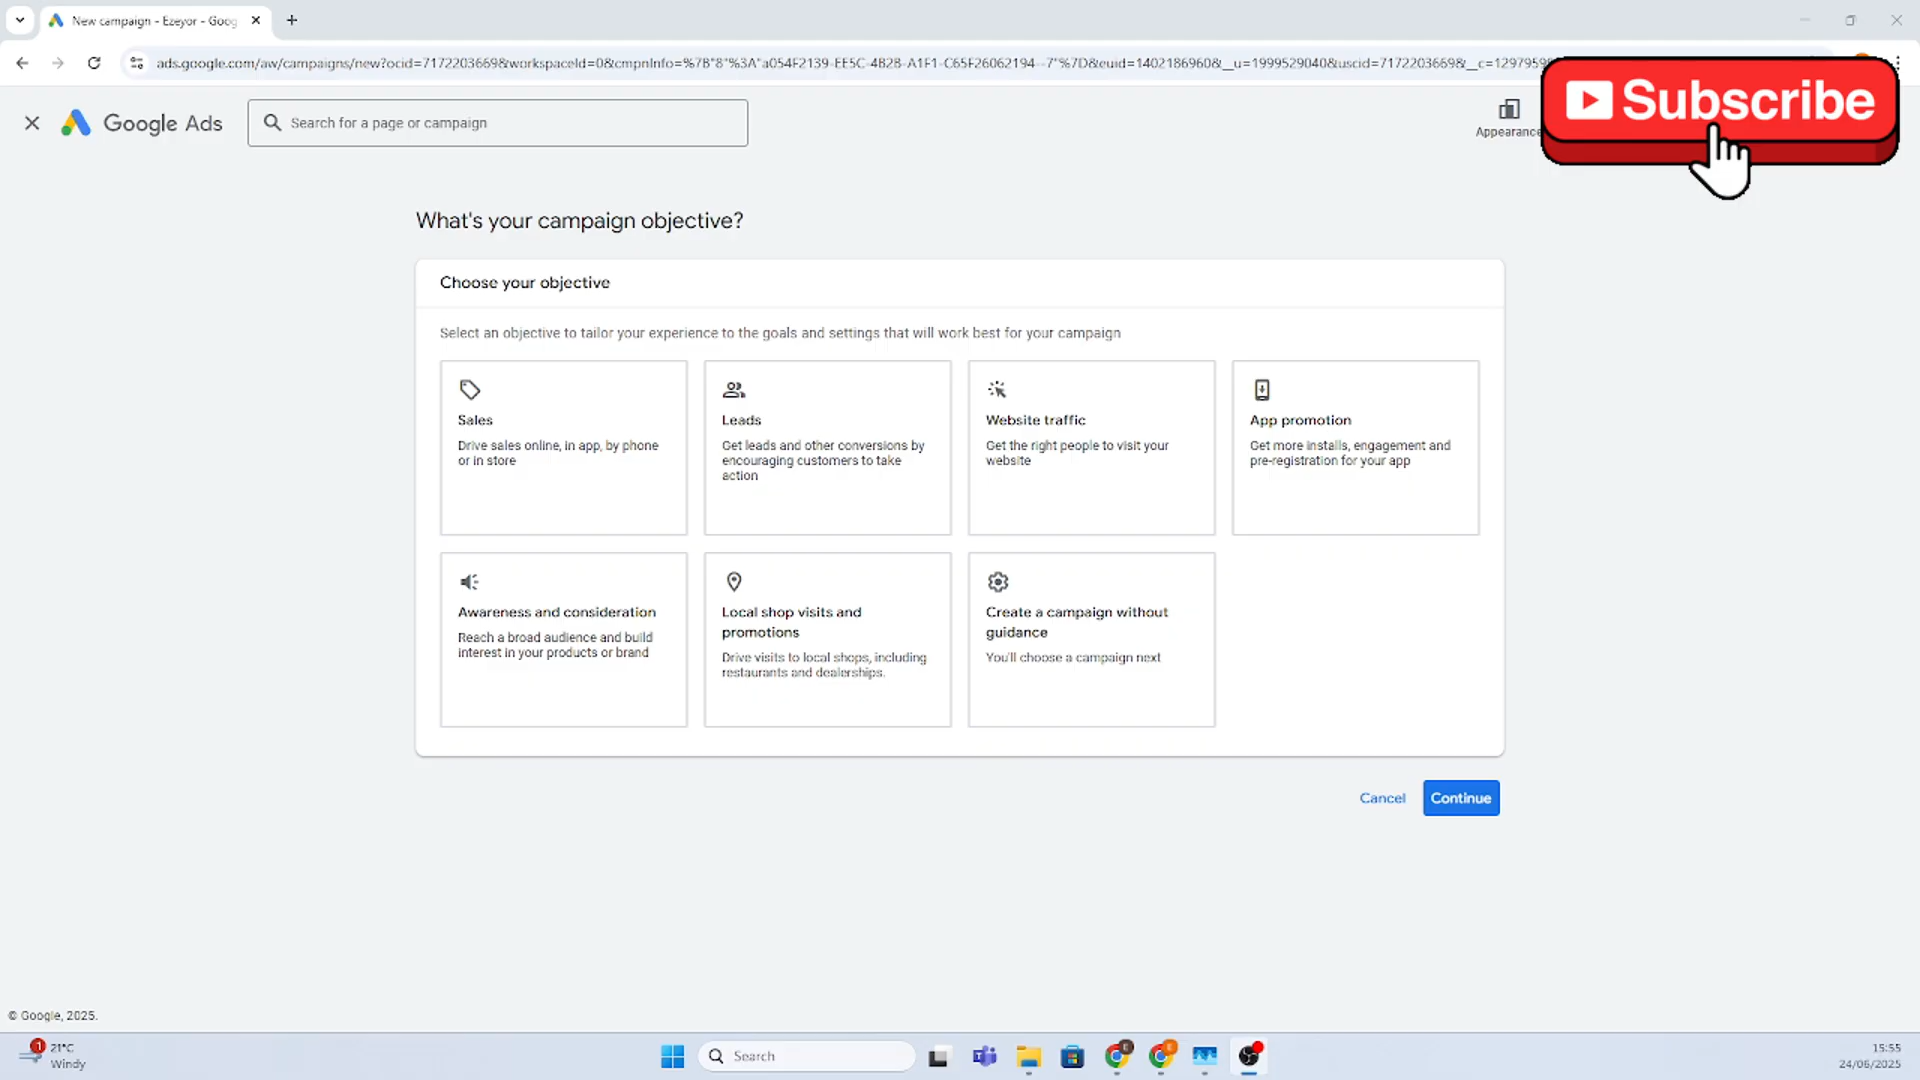 New campaign - Ezeyor - Goog
ads.google.com/aw/campaigns/new?ocid=7172203669&workspaceId=0&cmpnInfo=%7B"8"%3A"a054F2139-EE5C-4B2B-A1F1-C65F26062194--7"%7D&euid=14021869608&__u=1999529040&uscid=7172203669&__c=12979598
Google Ads
Search for a page or campaign
Appearance
Subscribe
What's your campaign objective?
Choose your objective
Select an objective to tailor your experience to the goals and settings that will work best for your campaign
Sales
Drive sales online, in app, by phone
or in store
Leads
Get leads and other conversions by
encouraging customers to take
action
Website traffic
Get the right people to visit your
website
App promotion
Get more installs, engagement and
pre-registration for your app
Awareness and consideration
Reach a broad audience and build
interest in your products or brand
Local shop visits and
promotions
Drive visits to local shops, including
restaurants and dealerships.
Create a campaign without
guidance
You'll choose a campaign next
Cancel
Continue
© Google, 2025.
1
21°C
Windy
Search
15:55
24/06/2025